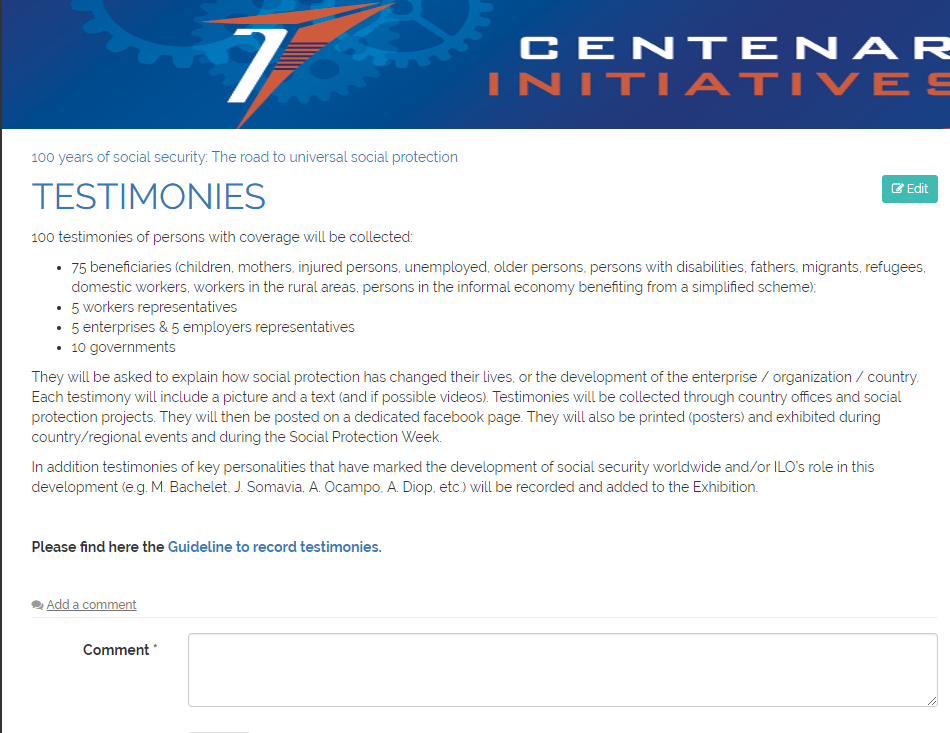 CENTENAR
INITIATIVES
100 years of social security: The road to universal social protection
TESTIMONIES
Edit
100 testimonies of persons with coverage will be collected:
• 75 beneficiaries (children, mothers, injured persons, unemployed, older persons, persons with disabilities, fathers, migrants, refugees,
domestic workers, workers in the rural areas, persons in the informal economy benefiting from a simplified scheme);
• 5 workers representatives
• 5 enterprises & 5 employers representatives
• 10 governments
They will be asked to explain how social protection has changed their lives, or the development of the enterprise / organization / country.
Each testimony will include a picture and a text (and if possible videos). Testimonies will be collected through country offices and social
protection projects. They will then be posted on a dedicated facebook page. They will also be printed (posters) and exhibited during
country/regional events and during the Social Protection Week.
In addition testimonies of key personalities that have marked the development of social security worldwide and/or ILO's role in this
development (e.g. M. Bachelet, J. Somavia, A. Ocampo, A. Diop, etc.) will be recorded and added to the Exhibition.
Please find here the Guideline to record testimonies.
Add a comment
Comment *